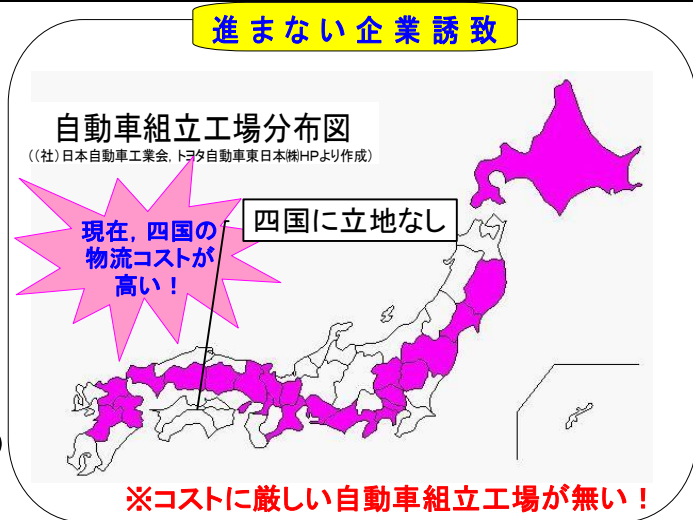 進まない企業誘致
自動車組立工場分布図
((社)日本自動車工業会, トヨタ自動車東日本㈱HPより作成)
現在, 四国の
物流コストが
高い！
四国に立地なし
※コストに厳しい自動車組立工場が無い！